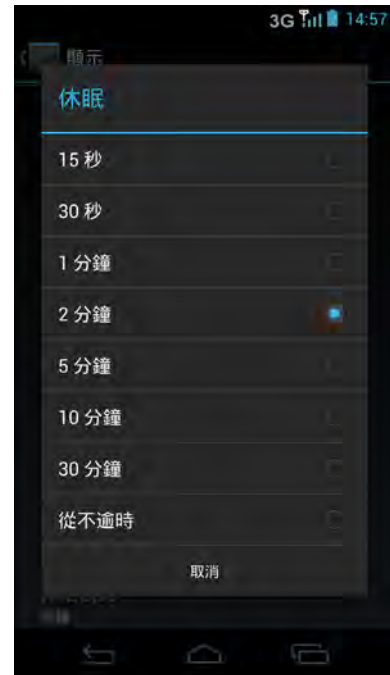 3G 14:57
顯示
休眠
15 秒
30 秒
1 分鐘
2 分鐘
5 分鐘
10 分鐘
30 分鐘
從不逾時
取消